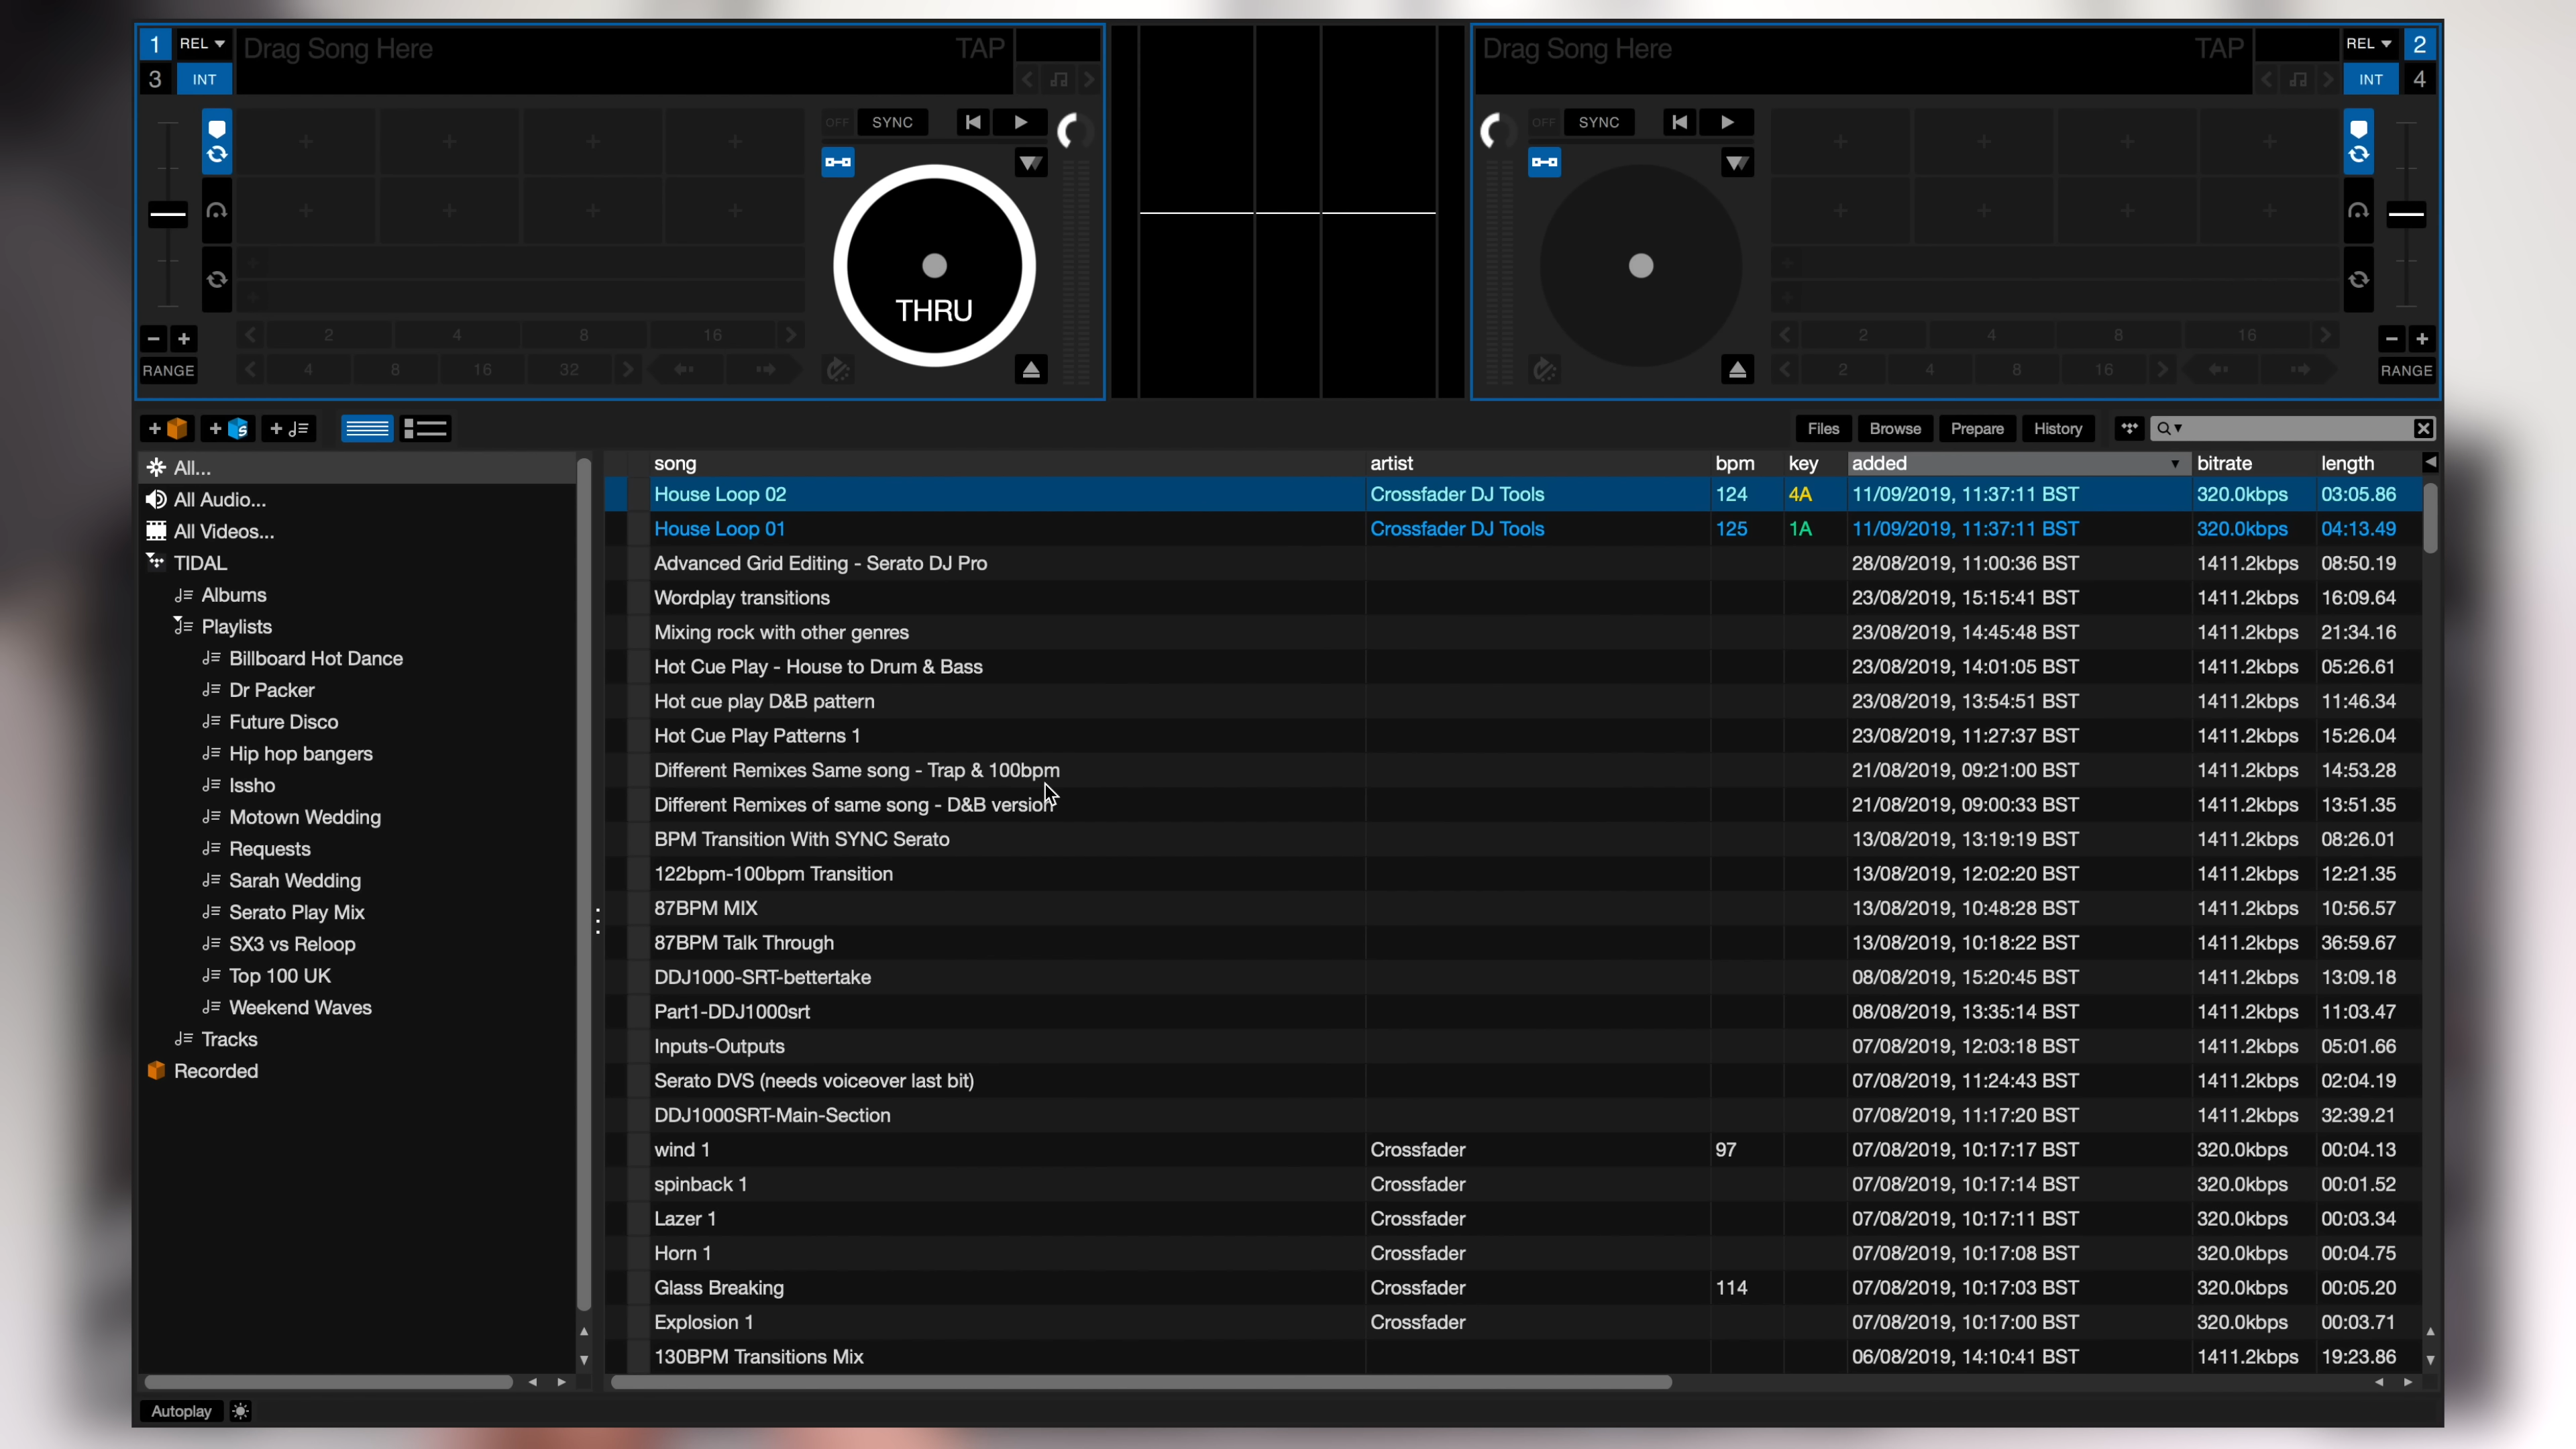 1 REL Drag Song Here TAP
3 INT
OFF SYNC
THRU
2 4 8 16
RANGE 4 8 16 32
Drag Song Here TAP REL 2
INT 4
OFF SYNC
2 4 8 16
2 4 8 16 RANGE
Files Browse Prepare History
All...
All Audio...
All Videos...
TIDAL
Albums
Playlists
Billboard Hot Dance
Dr Packer
Future Disco
Hip hop bangers
Issho
Motown Wedding
Requests
Sarah Wedding
Serato Play Mix
SX3 vs Reloop
Top 100 UK
Weekend Waves
Tracks
Recorded
song artist bpm key added bitrate length
House Loop 02 Crossfader DJ Tools 124 4A 11/09/2019, 11:37:11 BST 320.0kbps 03:05.86
House Loop 01 Crossfader DJ Tools 125 1A 11/09/2019, 11:37:11 BST 320.0kbps 04:13.49
Advanced Grid Editing - Serato DJ Pro 28/08/2019, 11:00:36 BST 1411.2kbps 08:50.19
Wordplay transitions 23/08/2019, 15:15:41 BST 1411.2kbps 16:09.64
Mixing rock with other genres 23/08/2019, 14:45:48 BST 1411.2kbps 21:34.16
Hot Cue Play - House to Drum & Bass 23/08/2019, 14:01:05 BST 1411.2kbps 05:26.61
Hot cue play D&B pattern 23/08/2019, 13:54:51 BST 1411.2kbps 11:46.34
Hot Cue Play Patterns 1 23/08/2019, 11:27:37 BST 1411.2kbps 15:26.04
Different Remixes Same song - Trap & 100bpm 21/08/2019, 09:21:00 BST 1411.2kbps 14:53.28
Different Remixes of same song - D&B version 21/08/2019, 09:00:33 BST 1411.2kbps 13:51.35
BPM Transition With SYNC Serato 13/08/2019, 13:19:19 BST 1411.2kbps 08:26.01
122bpm-100bpm Transition 13/08/2019, 12:02:20 BST 1411.2kbps 12:21.35
87BPM MIX 13/08/2019, 10:48:28 BST 1411.2kbps 10:56.57
87BPM Talk Through 13/08/2019, 10:18:22 BST 1411.2kbps 36:59.67
DDJ1000-SRT-bettertake 08/08/2019, 15:20:45 BST 1411.2kbps 13:09.18
Part1-DDJ1000srt 08/08/2019, 13:35:14 BST 1411.2kbps 11:03.47
Inputs-Outputs 07/08/2019, 12:03:18 BST 1411.2kbps 05:01.66
Serato DVS (needs voiceover last bit) 07/08/2019, 11:24:43 BST 1411.2kbps 02:04.19
DDJ1000SRT-Main-Section 07/08/2019, 11:17:20 BST 1411.2kbps 32:39.21
wind 1 Crossfader 97 07/08/2019, 10:17:17 BST 320.0kbps 00:04.13
spinback 1 Crossfader 07/08/2019, 10:17:14 BST 320.0kbps 00:01.52
Lazer 1 Crossfader 07/08/2019, 10:17:11 BST 320.0kbps 00:03.34
Horn 1 Crossfader 07/08/2019, 10:17:08 BST 320.0kbps 00:04.75
Glass Breaking Crossfader 114 07/08/2019, 10:17:03 BST 320.0kbps 00:05.20
Explosion 1 Crossfader 07/08/2019, 10:17:00 BST 320.0kbps 00:03.71
130BPM Transitions Mix 06/08/2019, 14:10:41 BST 1411.2kbps 19:23.86
Autoplay